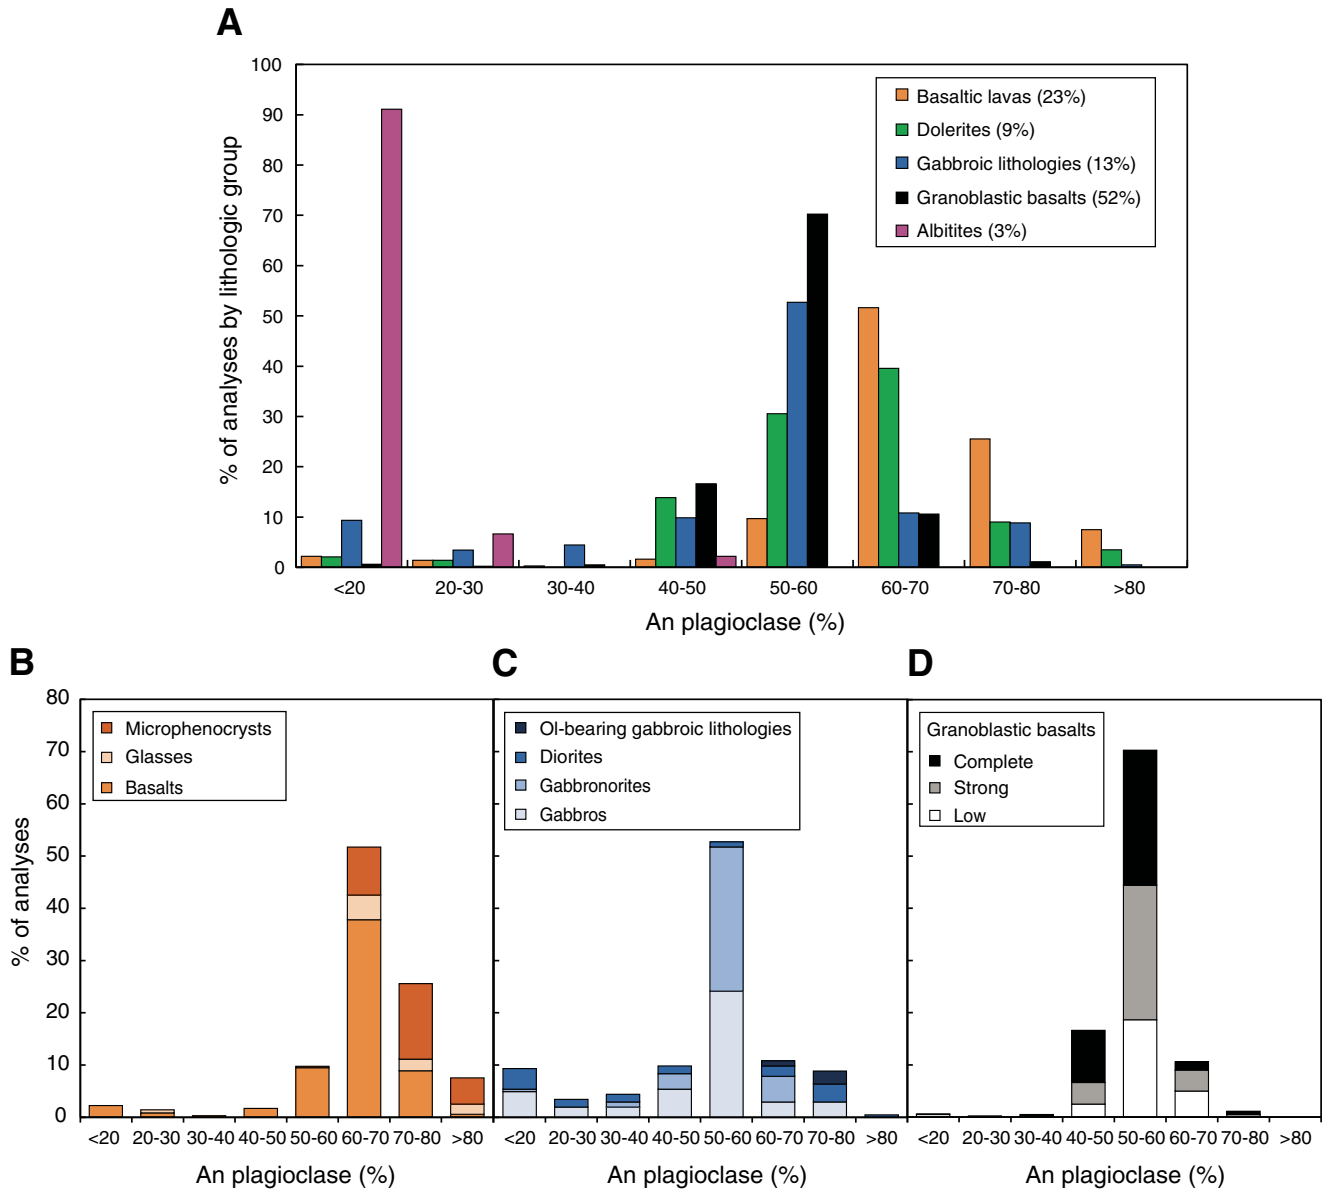 A
% of analyses by lithologic group
100
90
80
70
60
50
40
30
20
10
0
Basaltic lavas (23%)
Dolerites (9%)
Gabbroic lithologies (13%)
Granoblastic basalts (52%)
Albitites (3%)
<20 20-30 30-40 40-50 50-60 60-70 70-80 >80
An plagioclase (%)
B
% of analyses
80
70
60
50
40
30
20
10
0
Microphenocrysts
Glasses
Basalts
<20 20-30 30-40 40-50 50-60 60-70 70-80 >80
An plagioclase (%)
C
Ol-bearing gabbroic lithologies
Diorites
Gabbronorites
Gabbros
<20 20-30 30-40 40-50 50-60 60-70 70-80 >80
An plagioclase (%)
D
Granoblastic basalts
Complete
Strong
Low
<20 20-30 30-40 40-50 50-60 60-70 70-80 >80
An plagioclase (%)